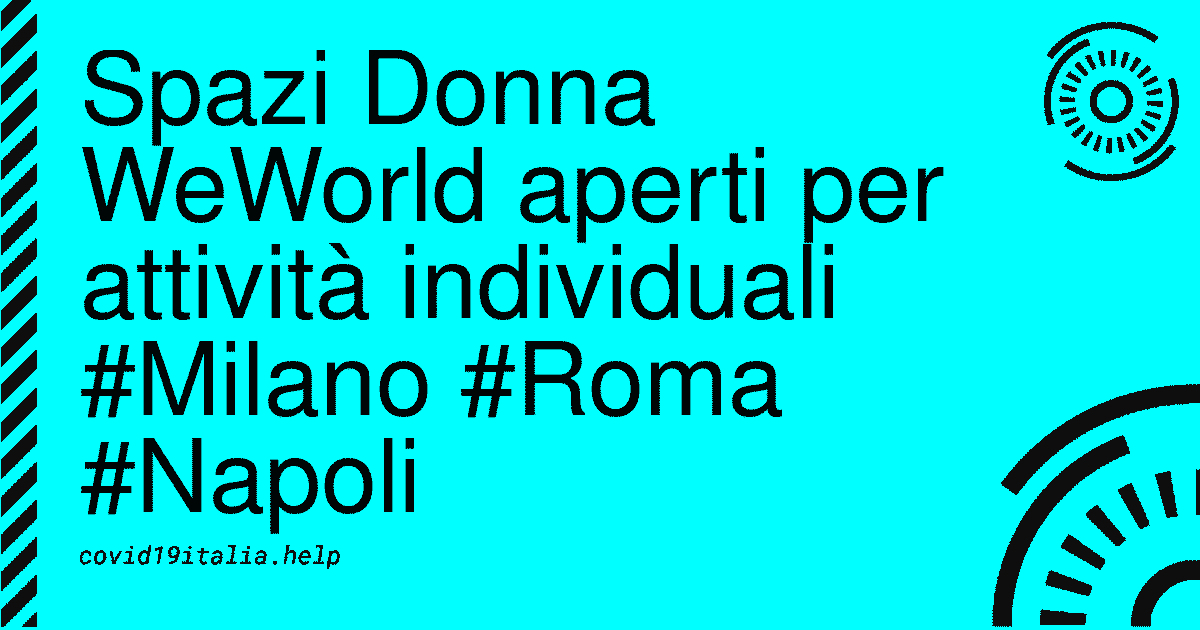 Spazi Donna
WeWorld aperti per
attività individuali
#Milano #Roma
#Napoli
covid19italia.help